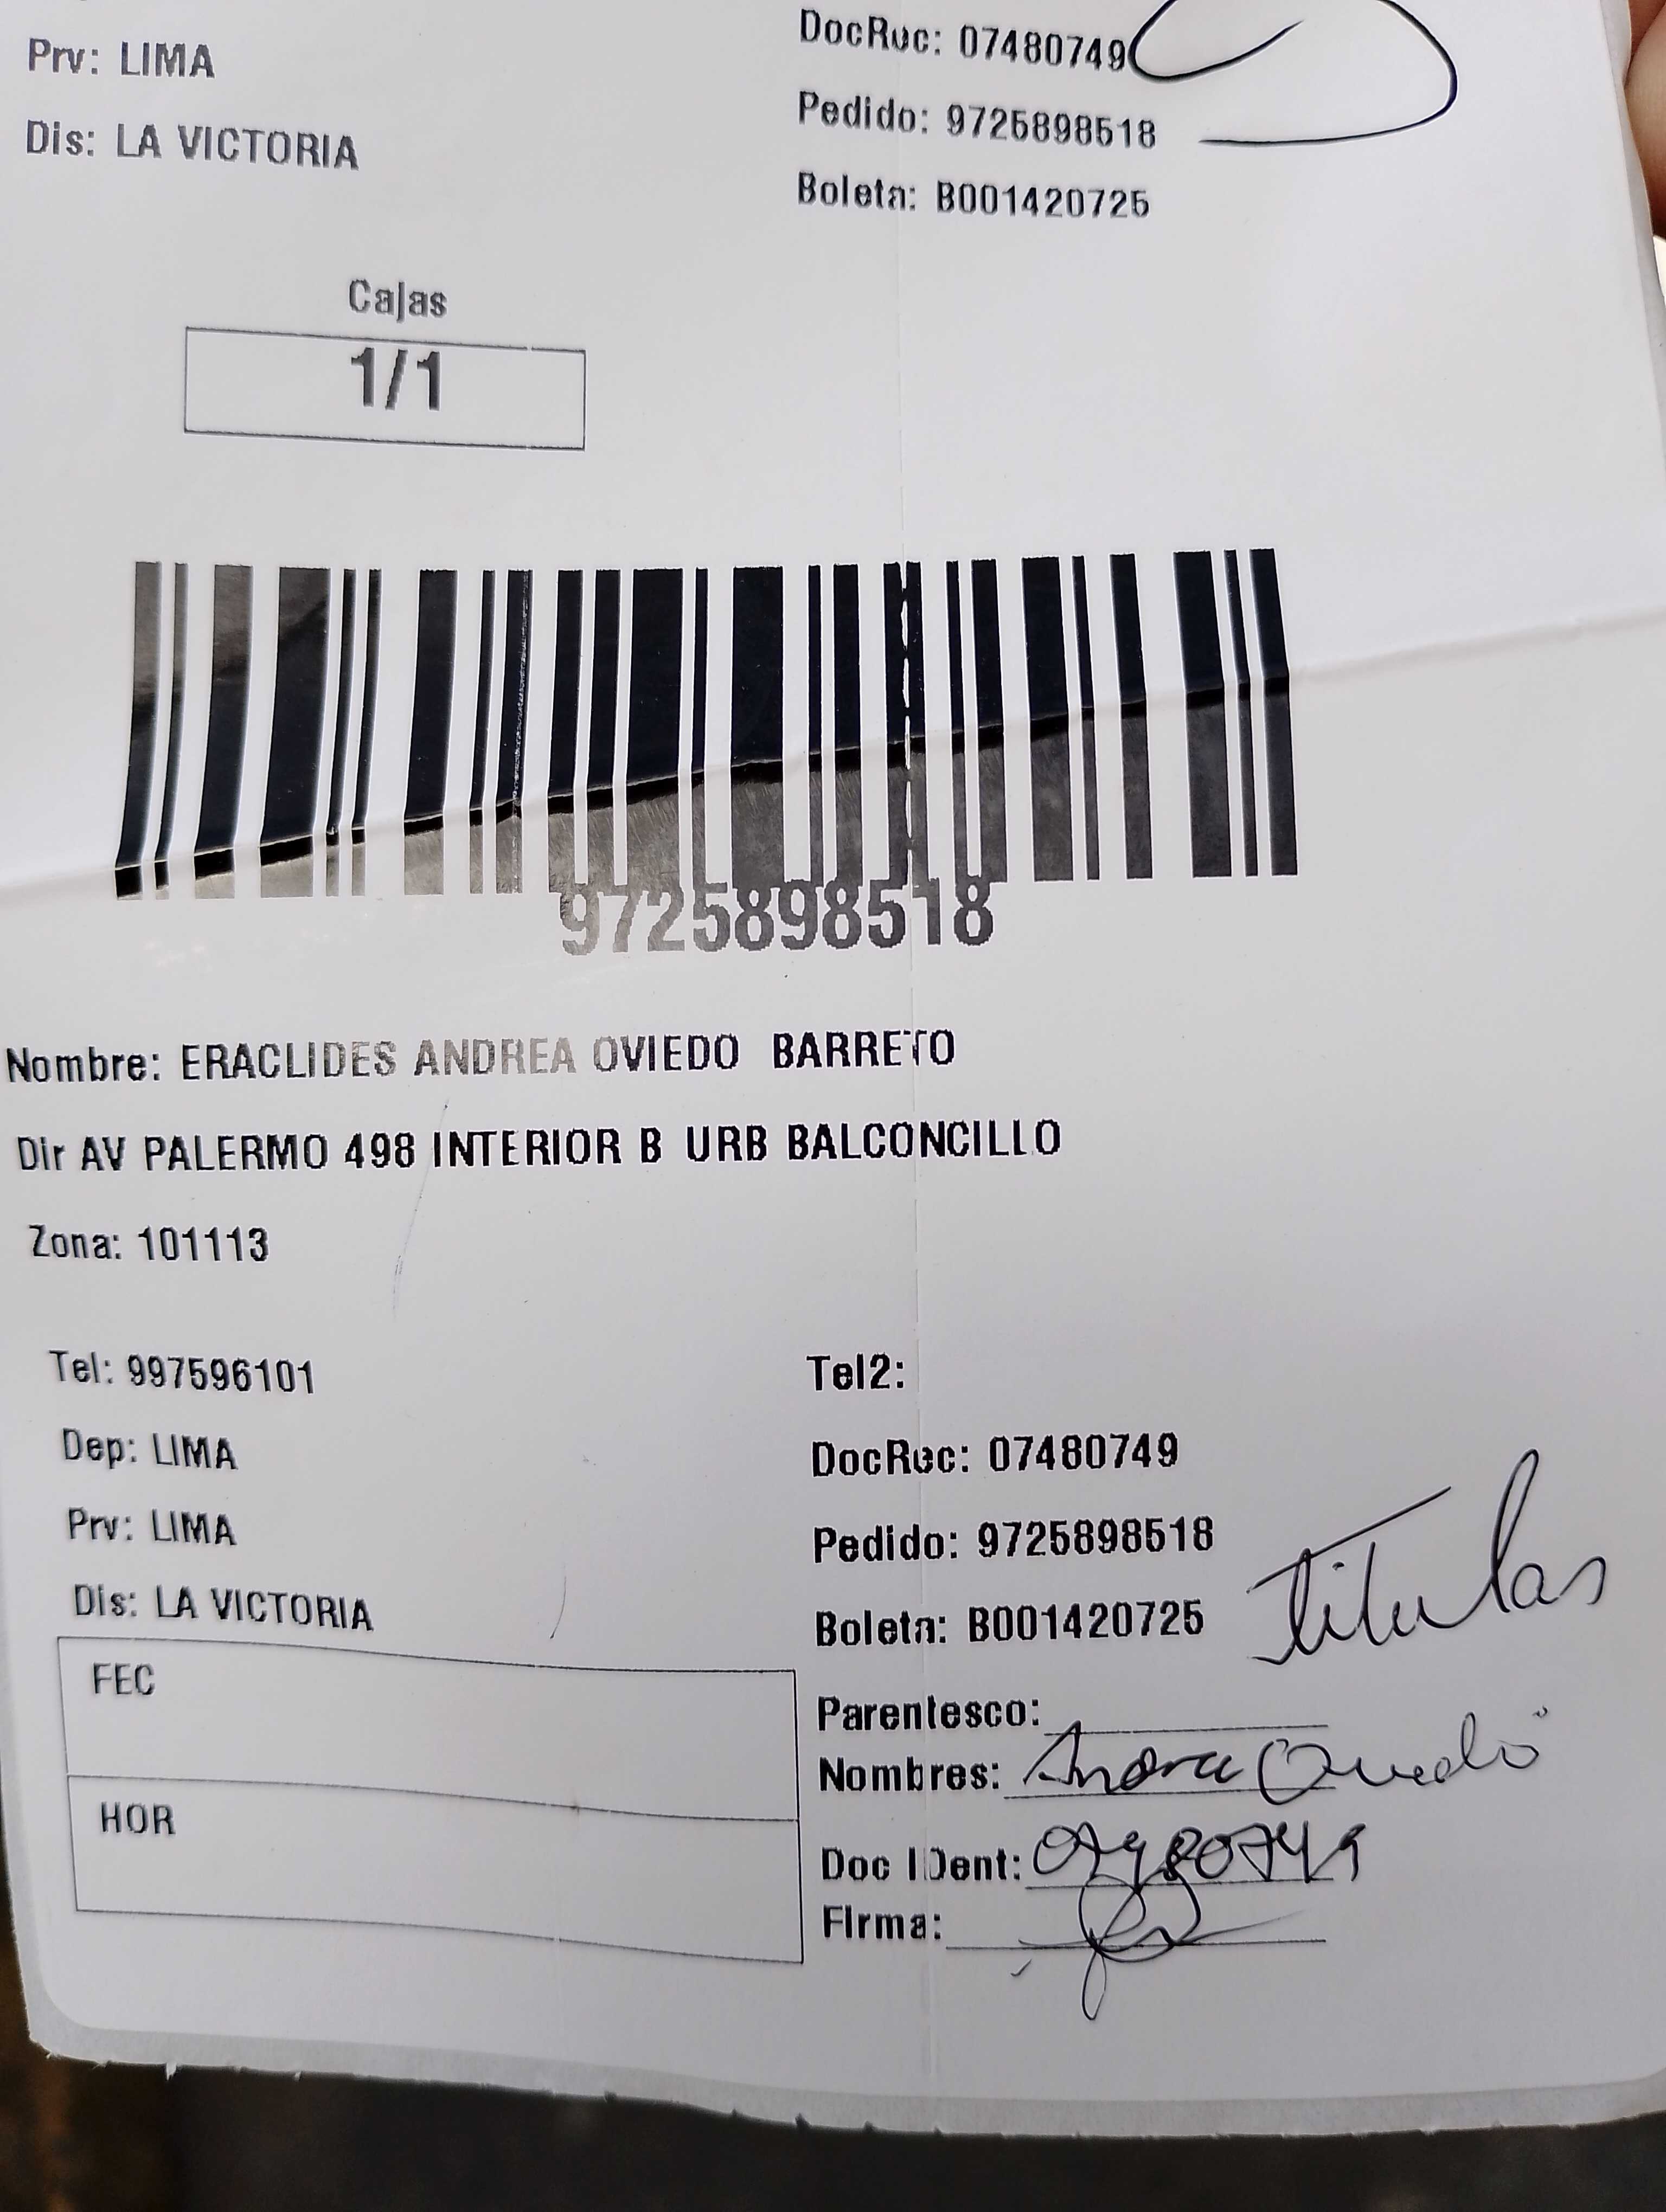 Prv: LIMA
Dis: LA VICTORIA
DocRec: 07480749
Pedido: 9725898518
Boleta: B001420725
Cajas
1/1
9725898518
Nombre: ERACLIDES ANDREA OVIEDO BARRETO
Dir AV PALERMO 498 INTERIOR B URB BALCONCILLO
Zona: 101113
Tel: 997596101
Dep: LIMA
Prv: LIMA
Dis: LA VICTORIA
FEC
HOR
Tel2:
DocRec: 07480749
Pedido: 9725898518
Boleta: B001420725
Titular
Parentesco:
Nombres: Andrea Oviedo
Doc IDent: 07480749
Firma: